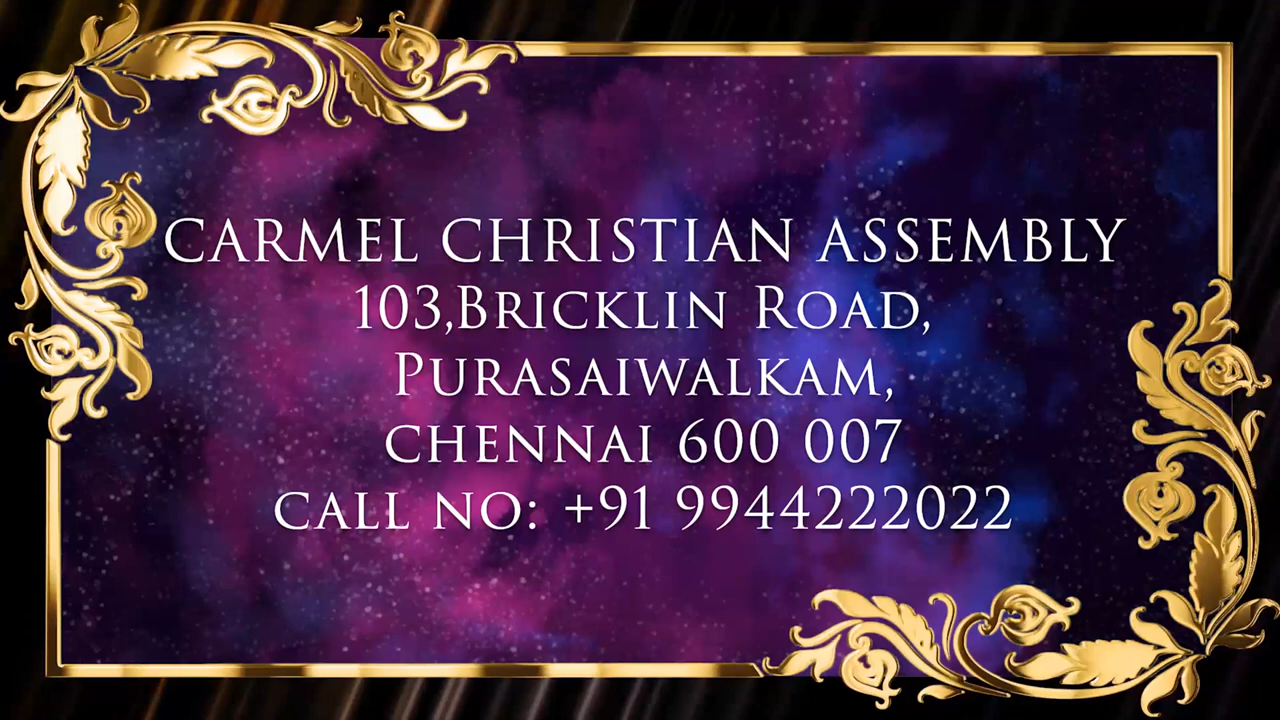 CARMEL CHRISTIAN ASSEMBLY
103,Bricklin Road,
Purasaiwalkam,
chennai 600 007
call no: +91 9944222022